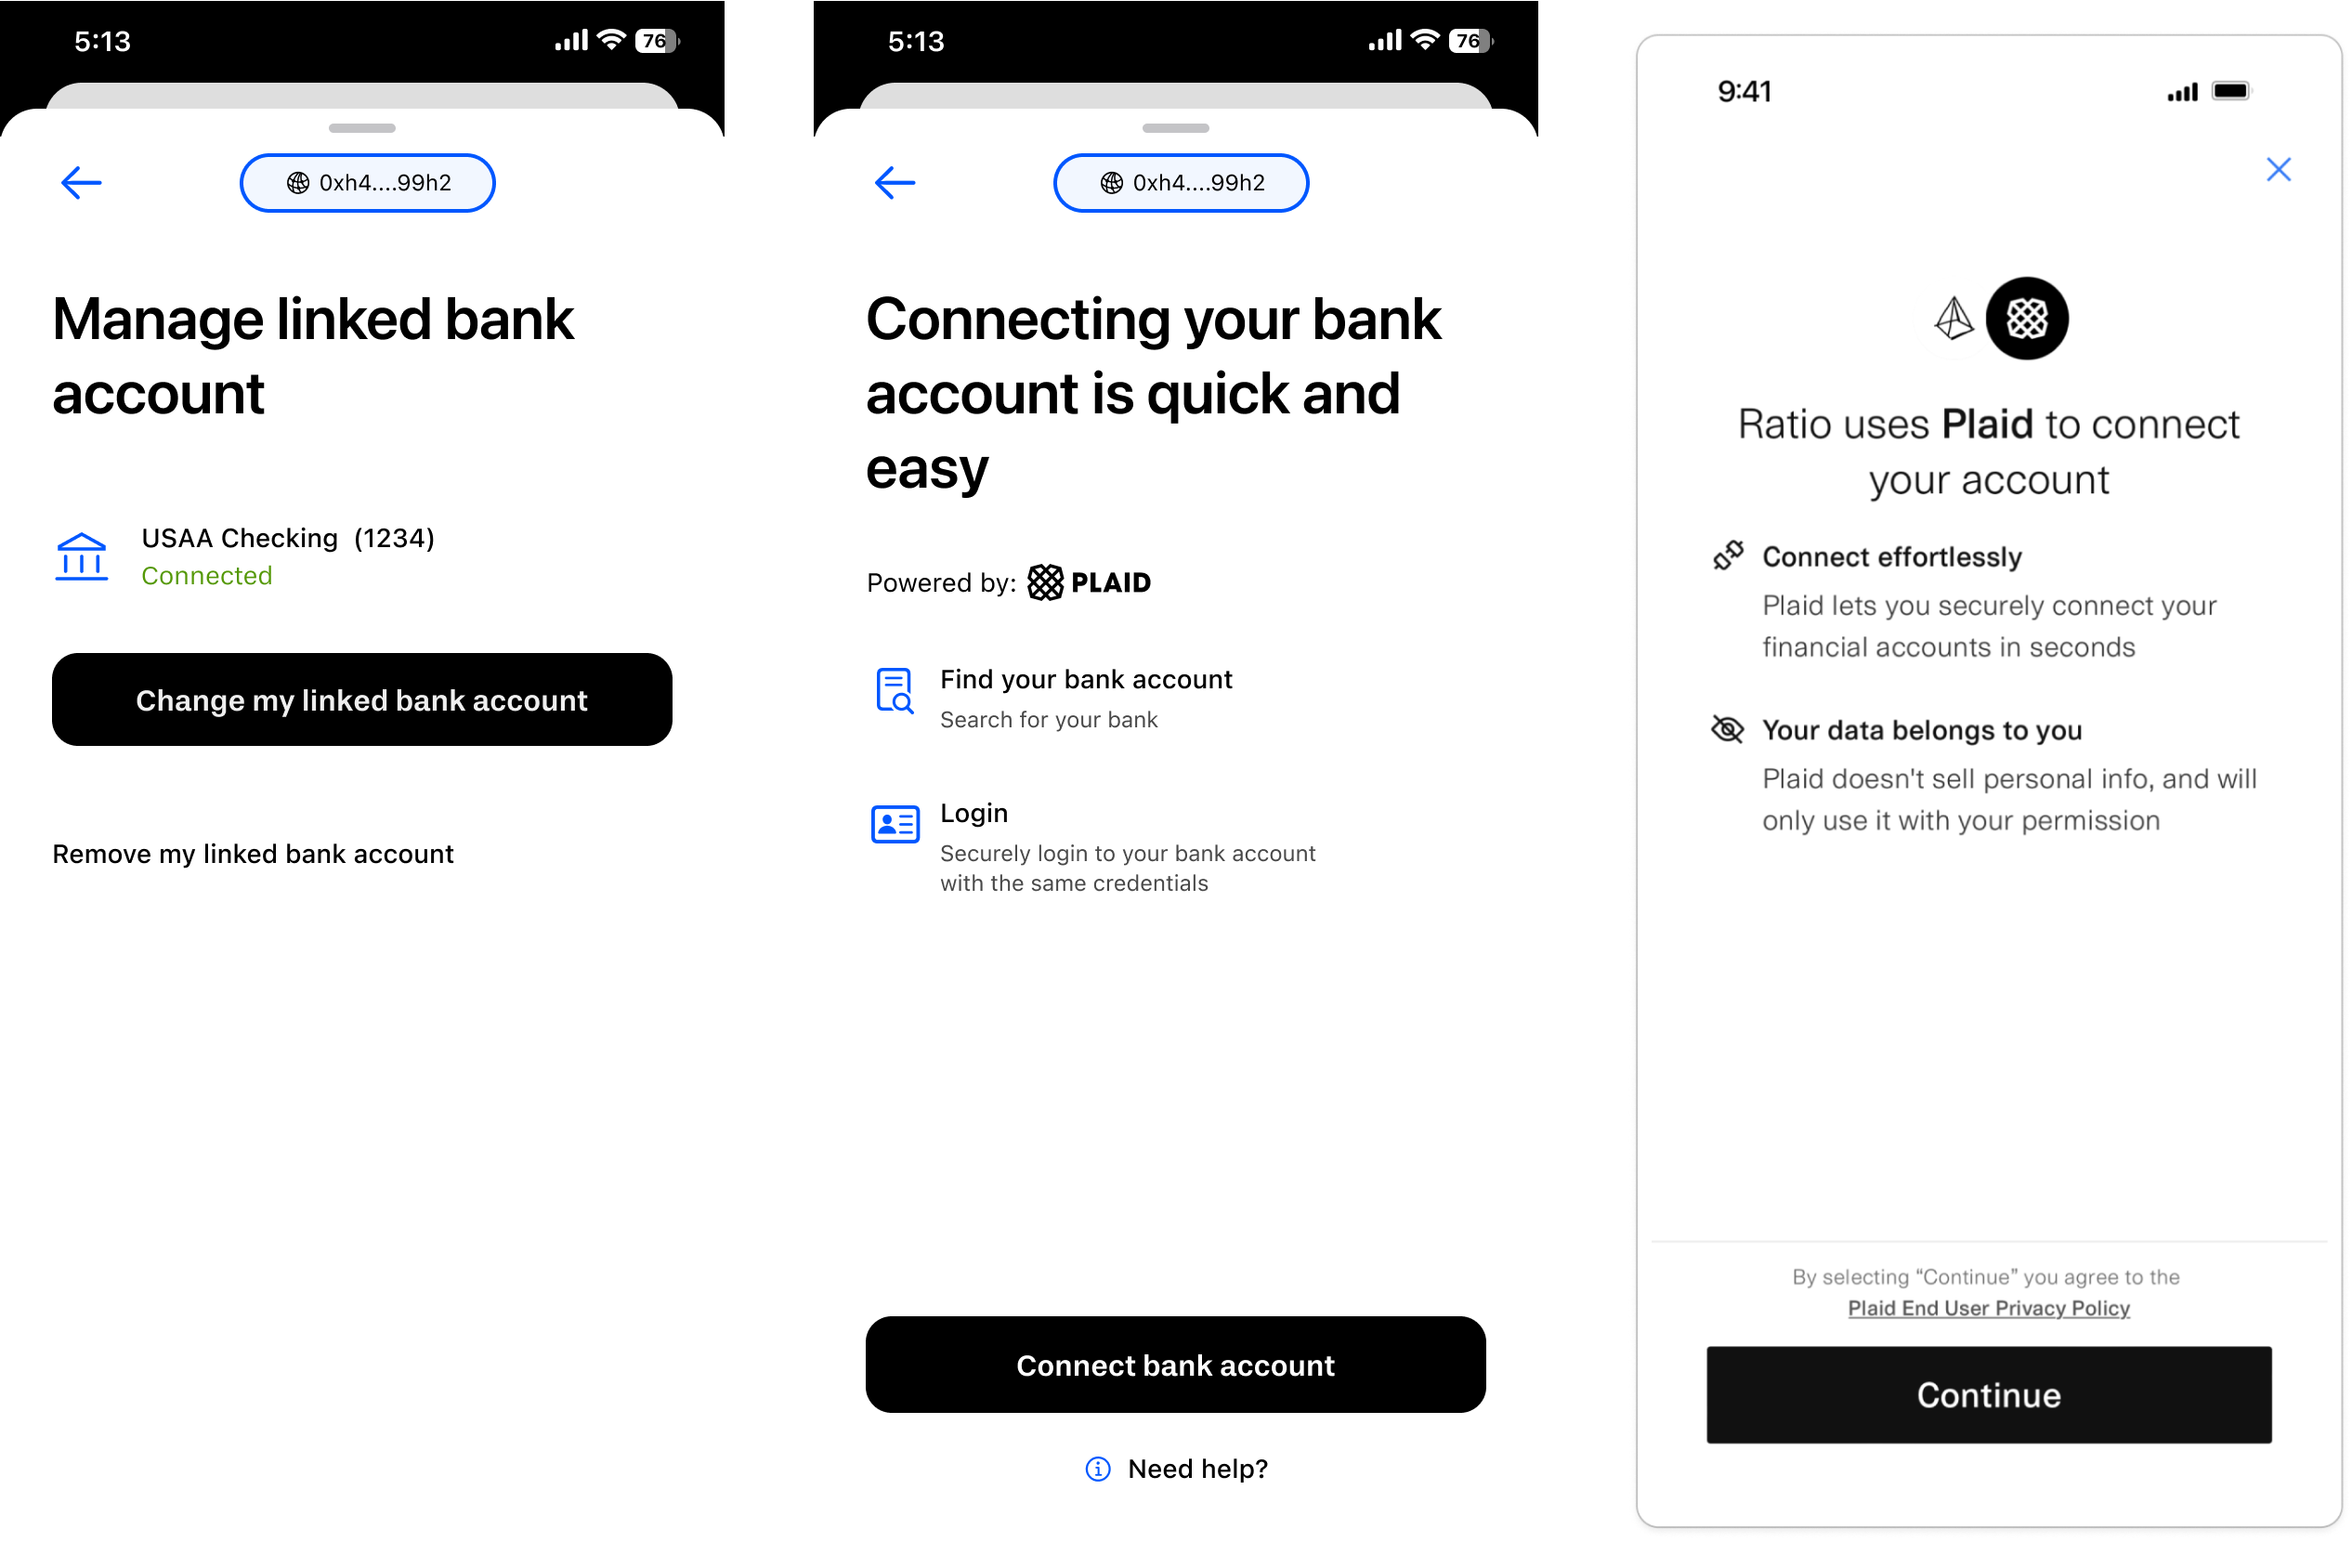 5:13
76
0xh4....99h2
Manage linked bank
account
USAA Checking (1234)
Connected
Change my linked bank account
Remove my linked bank account
5:13
76
0xh4....99h2
Connecting your bank
account is quick and
easy
Powered by: PLAID
Find your bank account
Search for your bank
Login
Securely login to your bank account
with the same credentials
Connect bank account
Need help?
9:41
Ratio uses Plaid to connect
your account
Connect effortlessly
Plaid lets you securely connect your
financial accounts in seconds
Your data belongs to you
Plaid doesn't sell personal info, and will
only use it with your permission
By selecting “Continue” you agree to the
Plaid End User Privacy Policy
Continue